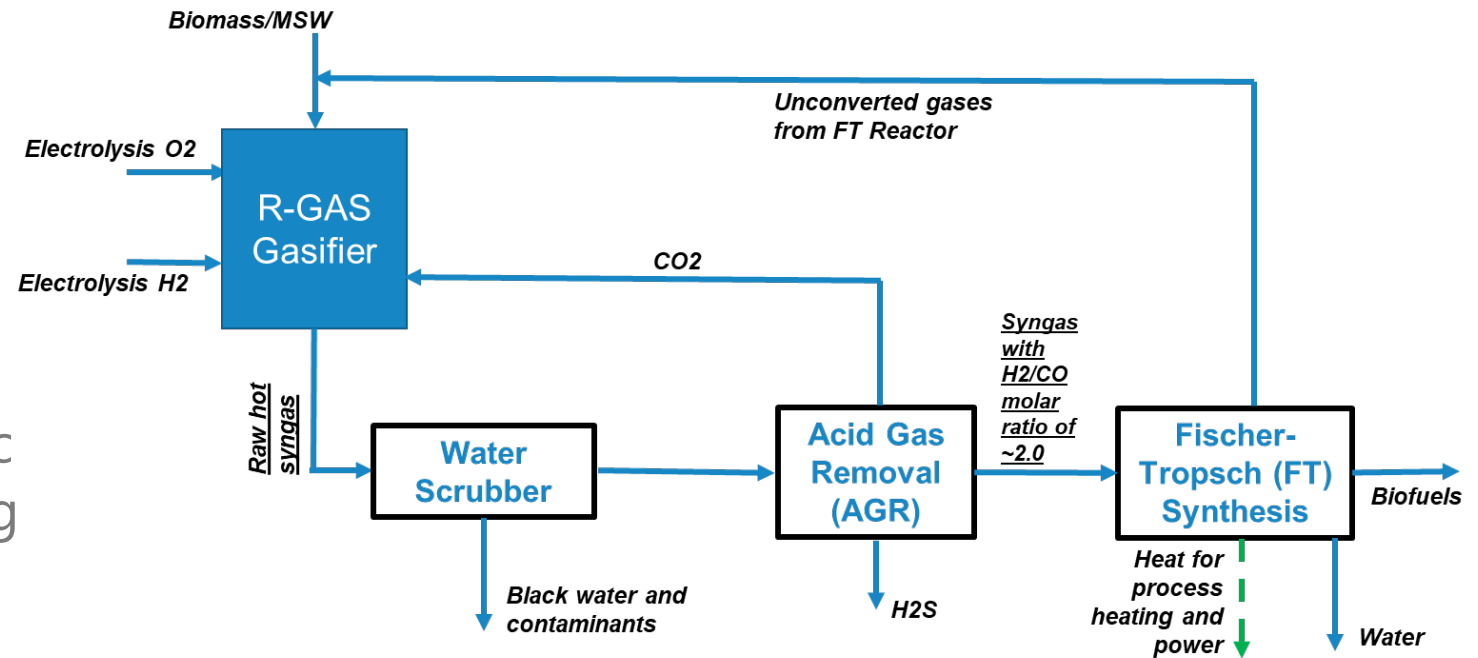 Biomass/MSW
Unconverted gases
from FT Reactor
Electrolysis O2
R-GAS
Gasifier
Electrolysis H2
CO2
Syngas
with
H2/CO
molar
ratio of
~2.0
Raw hot
syngas
Water
Scrubber
Acid Gas
Removal
(AGR)
Fischer-
Tropsch (FT)
Synthesis
Biofuels
Black water and
contaminants
H2S
Heat for
process
heating and
power
Water